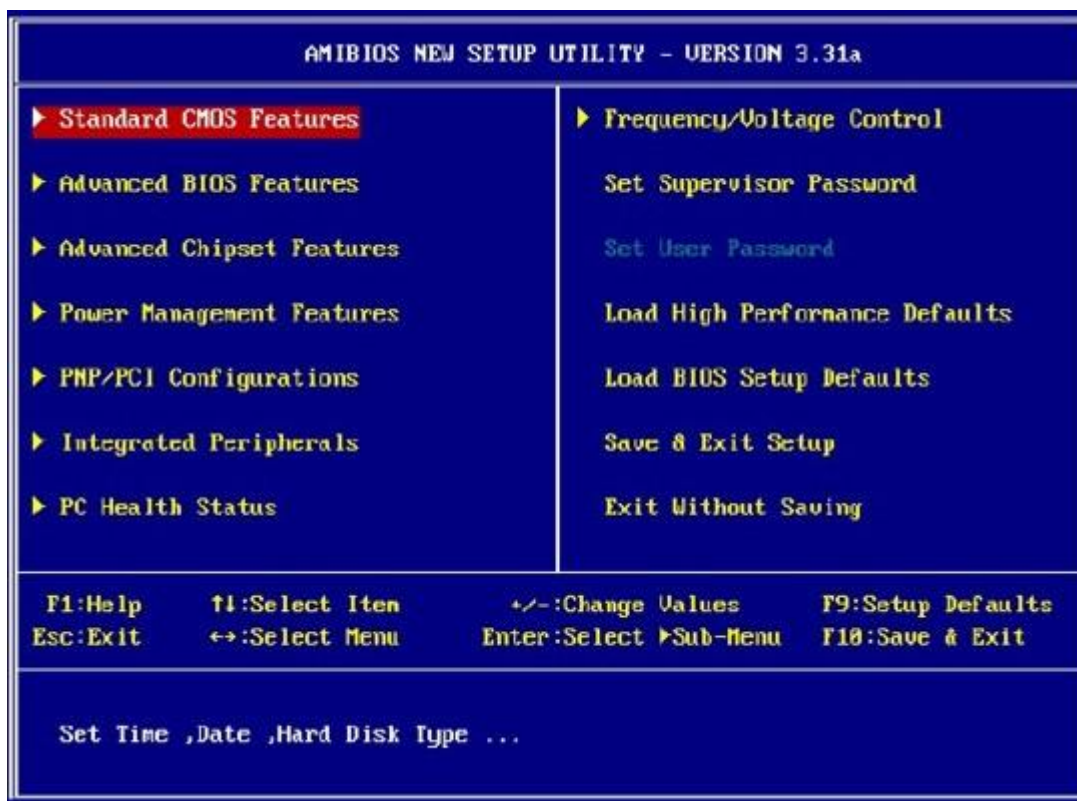 AMIBIOS NEW SETUP UTILITY - VERSION 3.31a
▶ Standard CMOS Features
▶ Advanced BIOS Features
▶ Advanced Chipset Features
▶ Power Management Features
▶ PNP/PCI Configurations
▶ Integrated Peripherals
▶ PC Health Status
▶ Frequency/Voltage Control
Set Supervisor Password
Set User Password
Load High Performance Defaults
Load BIOS Setup Defaults
Save & Exit Setup
Exit Without Saving
F1:Help ↑↓:Select Item +/-:Change Values F9:Setup Defaults
Esc:Exit ↔:Select Menu Enter:Select ▶Sub-Menu F10:Save & Exit
Set Time ,Date ,Hard Disk Type ...